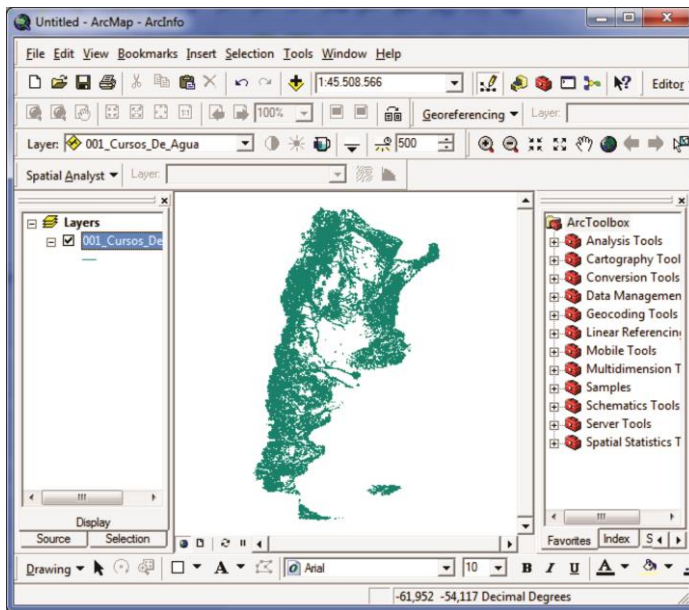 Untitled - ArcMap - ArcInfo
File Edit View Bookmarks Insert Selection Tools Window Help
1:45.508.566 Editor
100% Georeferencing Layer:
Layer: 001_Cursos_De_Agua 500
Spatial Analyst Layer:
Layers
001_Cursos_De
ArcToolbox
Analysis Tools
Cartography Tool
Conversion Tools
Data Managemen
Geocoding Tools
Linear Referencing
Mobile Tools
Multidimension T
Samples
Schematics Tools
Server Tools
Spatial Statistics T
Display
Source Selection
Favorites Index S
Drawing A Arial 10 B I U A
-61,952 -54,117 Decimal Degrees